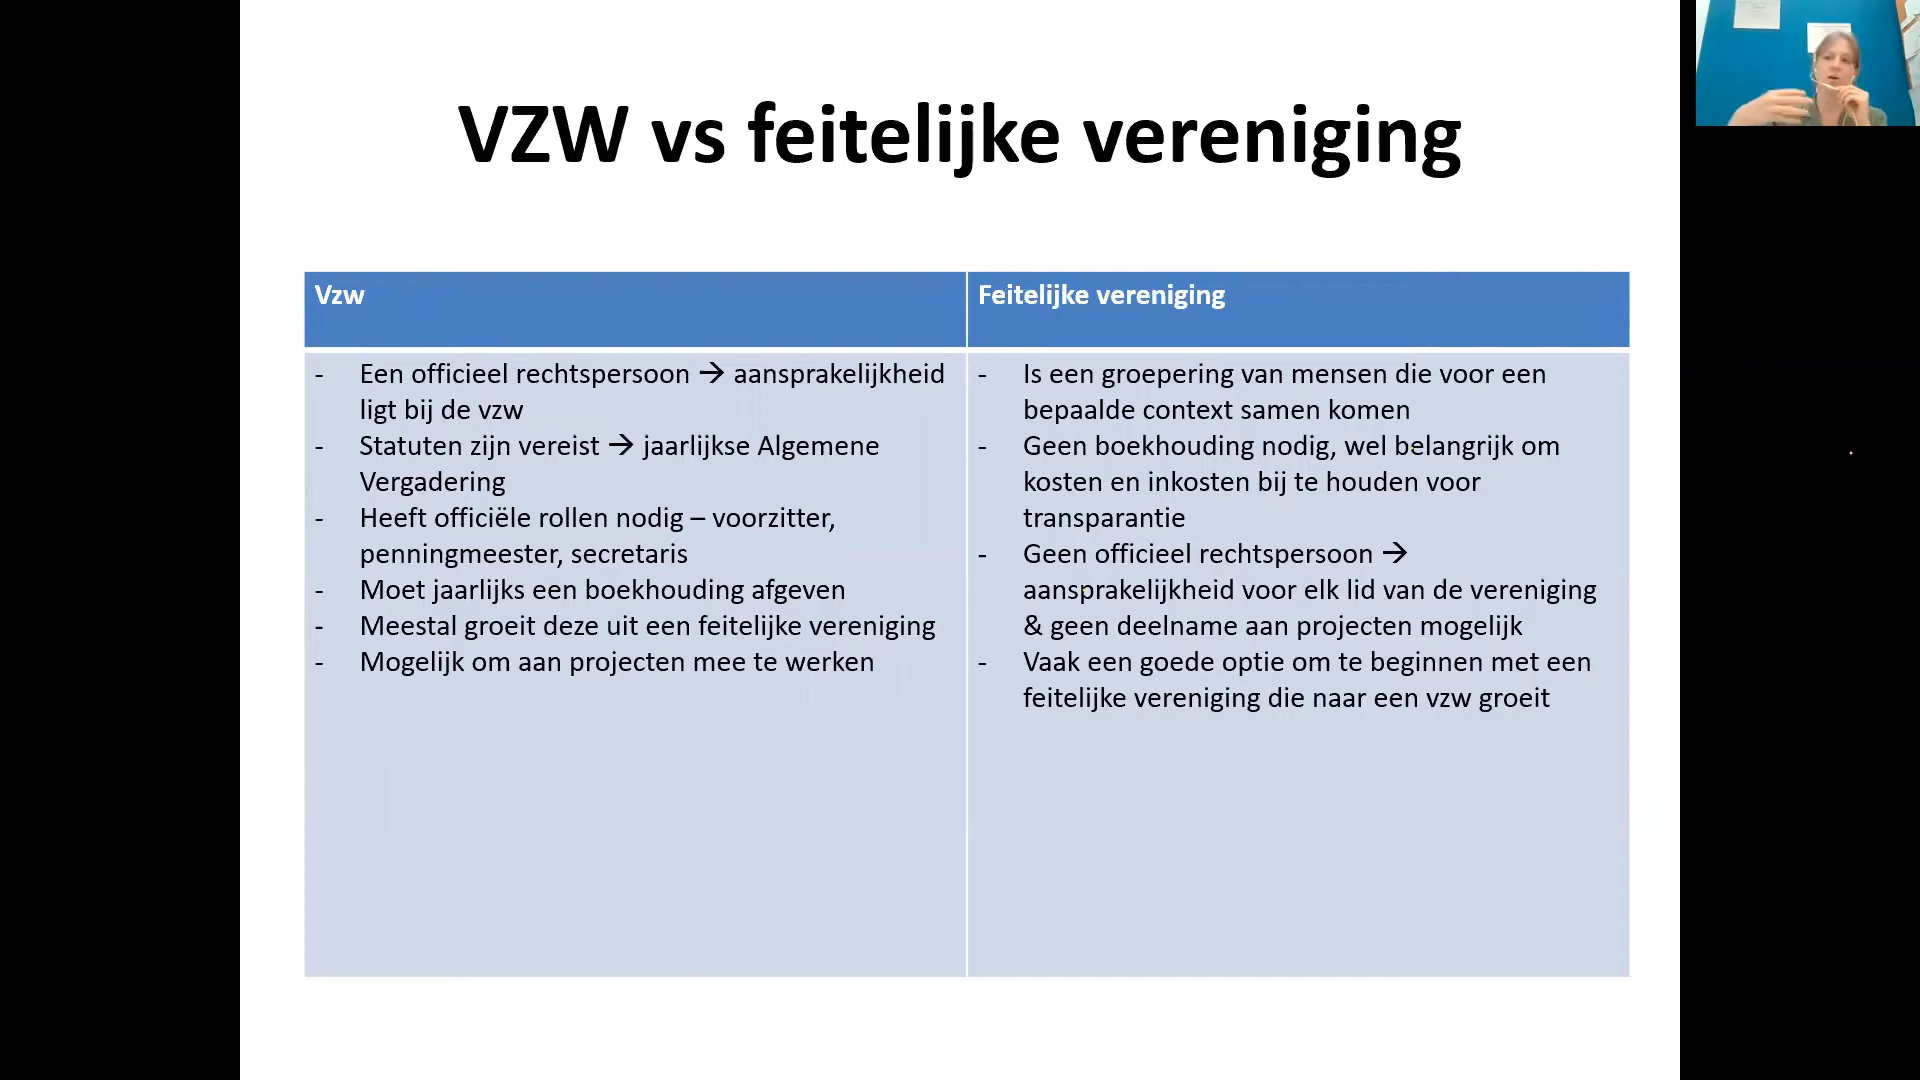 VZW vs feitelijke vereniging
Vzw
- Een officieel rechtspersoon → aansprakelijkheid
ligt bij de vzw
- Statuten zijn vereist → jaarlijkse Algemene
Vergadering
- Heeft officiële rollen nodig – voorzitter,
penningmeester, secretaris
- Moet jaarlijks een boekhouding afgeven
- Meestal groeit deze uit een feitelijke vereniging
- Mogelijk om aan projecten mee te werken
Feitelijke vereniging
- Is een groepering van mensen die voor een
bepaalde context samen komen
- Geen boekhouding nodig, wel belangrijk om
kosten en inkosten bij te houden voor
transparantie
- Geen officieel rechtspersoon →
aansprakelijkheid voor elk lid van de vereniging
& geen deelname aan projecten mogelijk
- Vaak een goede optie om te beginnen met een
feitelijke vereniging die naar een vzw groeit